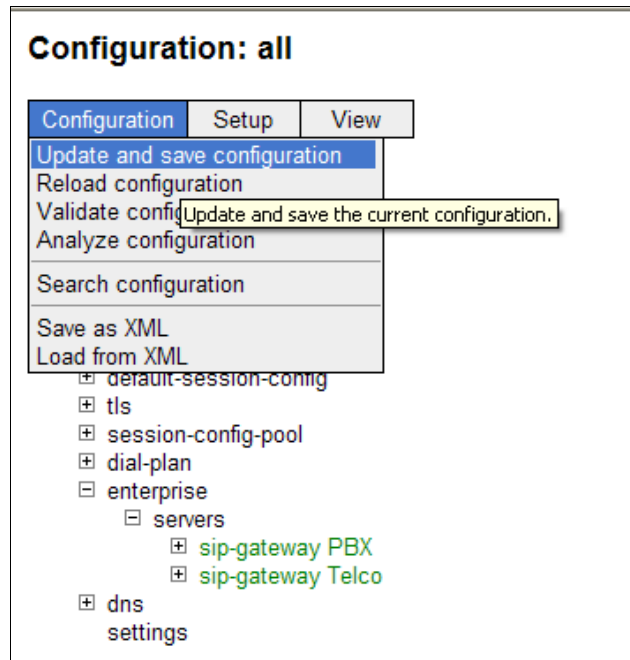 Configuration: all
Configuration Setup View
Update and save configuration
Reload configuration
Validate config
Update and save the current configuration.
Analyze configuration
Search configuration
Save as XML
Load from XML
default-session-config
tls
session-config-pool
dial-plan
enterprise
servers
sip-gateway PBX
sip-gateway Telco
dns
settings